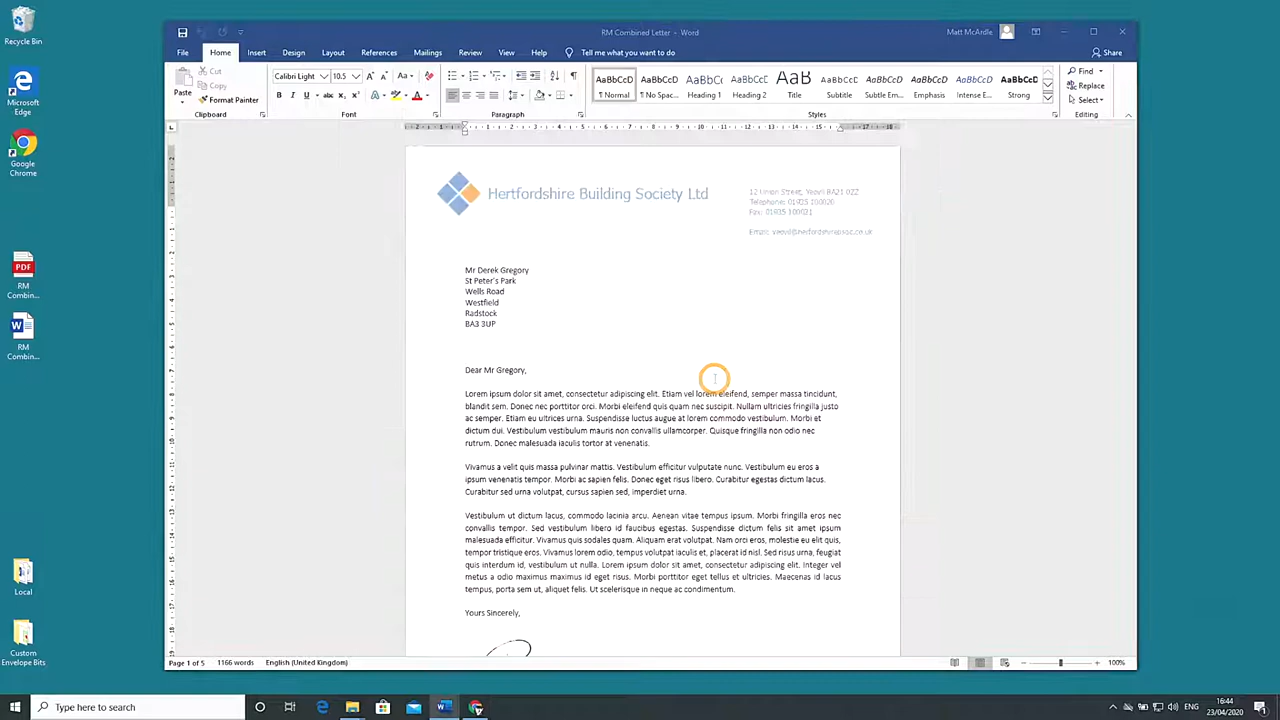 Recycle Bin
Microsoft Edge
Google Chrome
RM Combin...
RM Combin...
Local
Custom Envelope Bits
RM Combined Letter - Word
Matt McArdle
File Home Insert Design Layout References Mailings Review View Help Tell me what you want to do Share
Paste Cut Copy Format Painter
Calibri Light 10.5
AaBbCcD AaBbCcD AaBbCc AaBbCcD AaB AaBbCcD AaBbCcD AaBbCcD AaBbCcD AaBbCcD
¶ Normal ¶ No Spac... Heading 1 Heading 2 Title Subtitle Subtle Em... Emphasis Intense E... Strong
Find
Replace
Select
Clipboard Font Paragraph Styles Editing
Hertfordshire Building Society Ltd
12 Union Street, Yeovil BA21 0ZZ
Telephone: 01935 100020
Fax: 01935 100021
Email:
Mr Derek Gregory
St Peter's Park
Wells Road
Westfield
Radstock
BA3 3UP
Dear Mr Gregory,
Lorem ipsum dolor sit amet, consectetur adipiscing elit. Etiam vel lorem eleifend, semper massa tincidunt,
blandit sem. Donec nec porttitor orci. Morbi eleifend quis quam nec suscipit. Nullam ultricies fringilla justo
ac semper. Etiam eu ultrices urna. Suspendisse luctus augue at lorem commodo vestibulum. Morbi et
dictum dui. Vestibulum vestibulum mauris non convallis ullamcorper. Quisque fringilla non odio nec
rutrum. Donec malesuada iaculis tortor at venenatis.
Vivamus a velit quis massa pulvinar mattis. Vestibulum efficitur vulputate nunc. Vestibulum eu eros a
ipsum venenatis tempor. Morbi ac sapien felis. Donec eget risus libero. Curabitur egestas dictum lacus.
Curabitur sed urna volutpat, cursus sapien sed, imperdiet urna.
Vestibulum ut dictum lacus, commodo lacinia arcu. Aenean vitae tempus ipsum. Morbi fringilla eros nec
convallis tempor. Sed vestibulum libero id faucibus egestas. Suspendisse dictum felis sit amet ipsum
malesuada efficitur. Vivamus quis sodales quam. Aliquam erat volutpat. Nam orci eros, molestie eu elit quis,
tempor tristique eros. Vivamus lorem odio, tempus volutpat iaculis et, placerat id nisl. Sed risus urna, feugiat
quis interdum id, vestibulum ut nulla. Lorem ipsum dolor sit amet, consectetur adipiscing elit. Integer vel
metus a odio maximus maximus id eget risus. Morbi porttitor eget tellus et ultricies. Maecenas id lacus
tempus, porta sem ut, aliquet felis. Ut scelerisque in neque ac condimentum.
Yours Sincerely,
Page 1 of 5 1166 words English (United Kingdom) 100%
Type here to search
ENG
16:44
23/04/2020